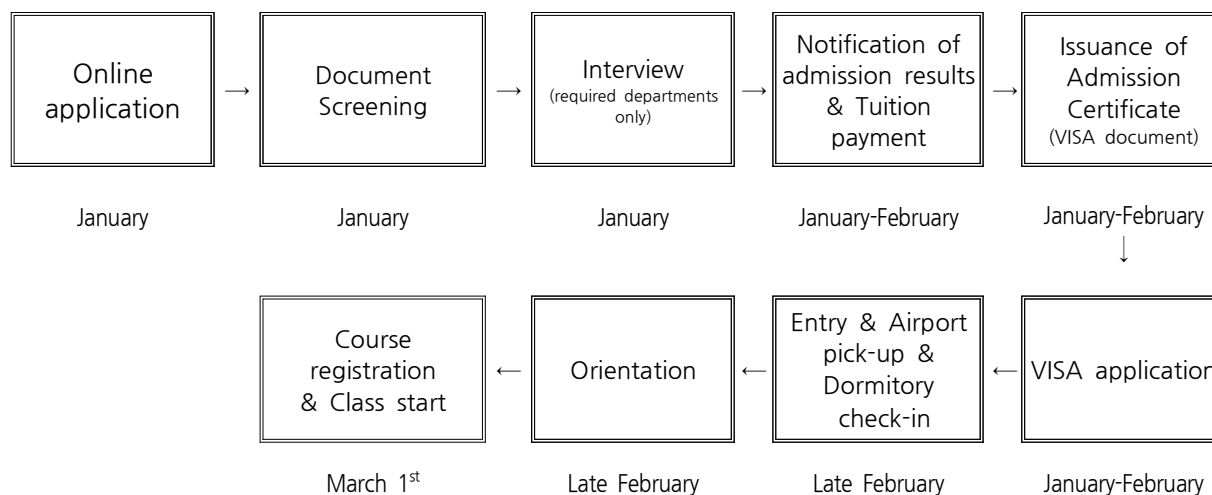 Online
application
→
Document
Screening
→
Interview
(required departments
only)
→
Notification of
admission results
& Tuition
payment
→
Issuance of
Admission
Certificate
(VISA document)
January
January
January
January-February
January-February
↓
VISA application
←
Entry & Airport
pick-up &
Dormitory
check-in
←
Orientation
←
Course
registration
& Class start
January-February
Late February
Late February
March 1st